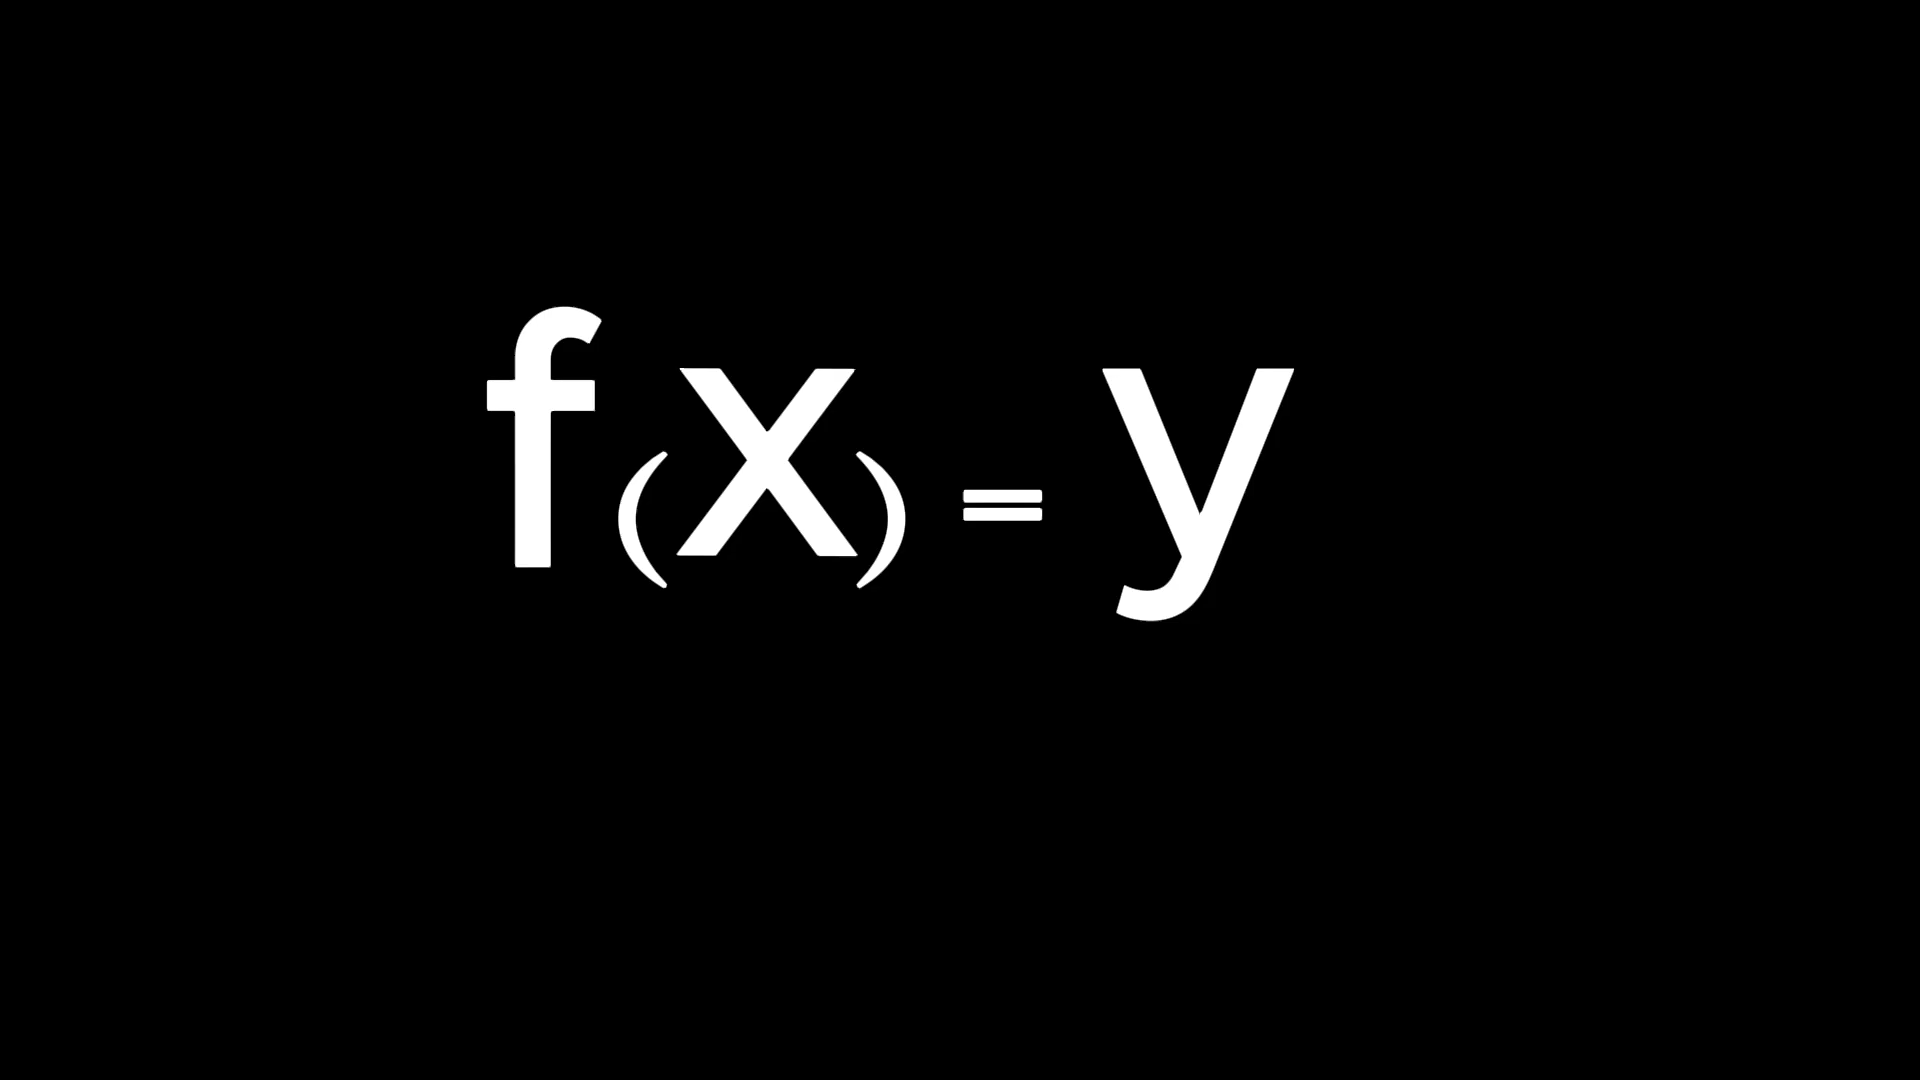 f(x) = y